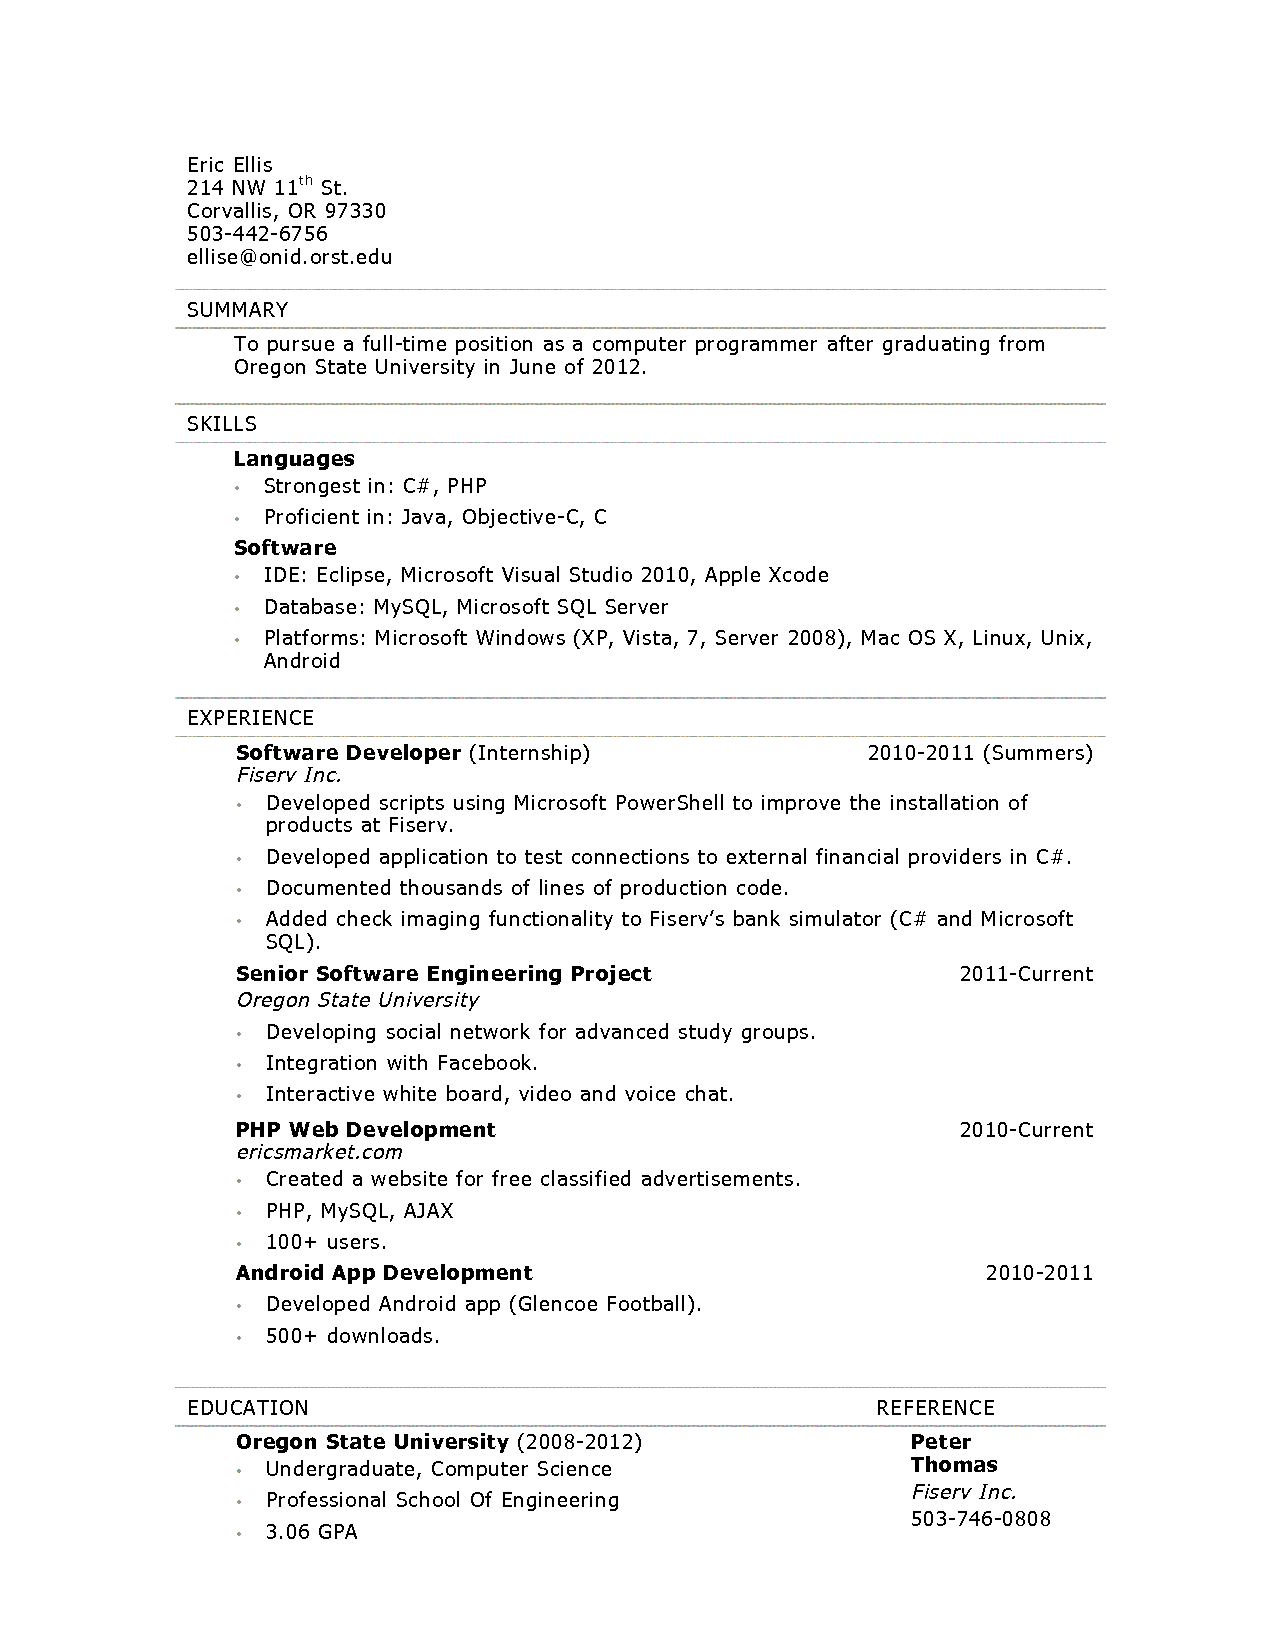 Eric Ellis
214 NW 11th St.
Corvallis, OR 97330
503-442-6756
ellise@onid.orst.edu
SUMMARY
To pursue a full-time position as a computer programmer after graduating from
Oregon State University in June of 2012.
SKILLS
Languages
• Strongest in: C#, PHP
• Proficient in: Java, Objective-C, C
Software
• IDE: Eclipse, Microsoft Visual Studio 2010, Apple Xcode
• Database: MySQL, Microsoft SQL Server
• Platforms: Microsoft Windows (XP, Vista, 7, Server 2008), Mac OS X, Linux, Unix,
Android
EXPERIENCE
Software Developer (Internship) 2010-2011 (Summers)
Fiserv Inc.
• Developed scripts using Microsoft PowerShell to improve the installation of
products at Fiserv.
• Developed application to test connections to external financial providers in C#.
• Documented thousands of lines of production code.
• Added check imaging functionality to Fiserv’s bank simulator (C# and Microsoft
SQL).
Senior Software Engineering Project 2011-Current
Oregon State University
• Developing social network for advanced study groups.
• Integration with Facebook.
• Interactive white board, video and voice chat.
PHP Web Development 2010-Current
ericsmarket.com
• Created a website for free classified advertisements.
• PHP, MySQL, AJAX
• 100+ users.
Android App Development 2010-2011
• Developed Android app (Glencoe Football).
• 500+ downloads.
EDUCATION
Oregon State University (2008-2012)
• Undergraduate, Computer Science
• Professional School Of Engineering
• 3.06 GPA
REFERENCE
Peter
Thomas
Fiserv Inc.
503-746-0808